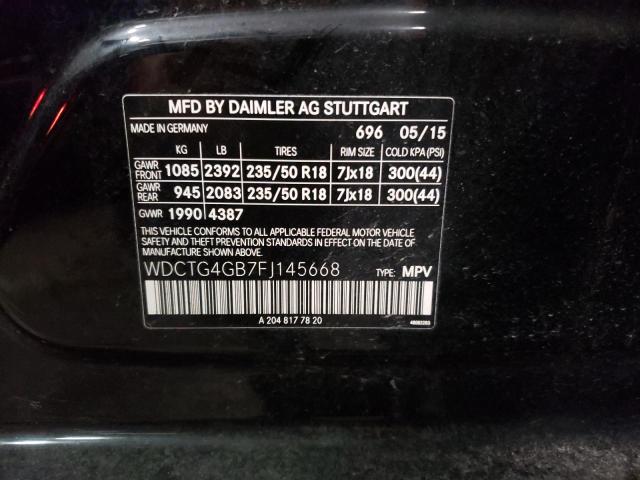 MFD BY DAIMLER AG STUTTGART
MADE IN GERMANY 696 05/15
KG LB TIRES RIM SIZE COLD KPA (PSI)
GAWR FRONT 1085 2392 235/50 R18 7Jx18 300(44)
GAWR REAR 945 2083 235/50 R18 7Jx18 300(44)
GVWR 1990 4387
THIS VEHICLE CONFORMS TO ALL APPLICABLE FEDERAL MOTOR VEHICLE
SAFETY, BUMPER, AND THEFT PREVENTION STANDARDS IN EFFECT ON THE DAY
OF MANUFACTURE SHOWN ABOVE.
WDCTG4GB7FJ145668 TYPE: MPV
A 204 817 78 20